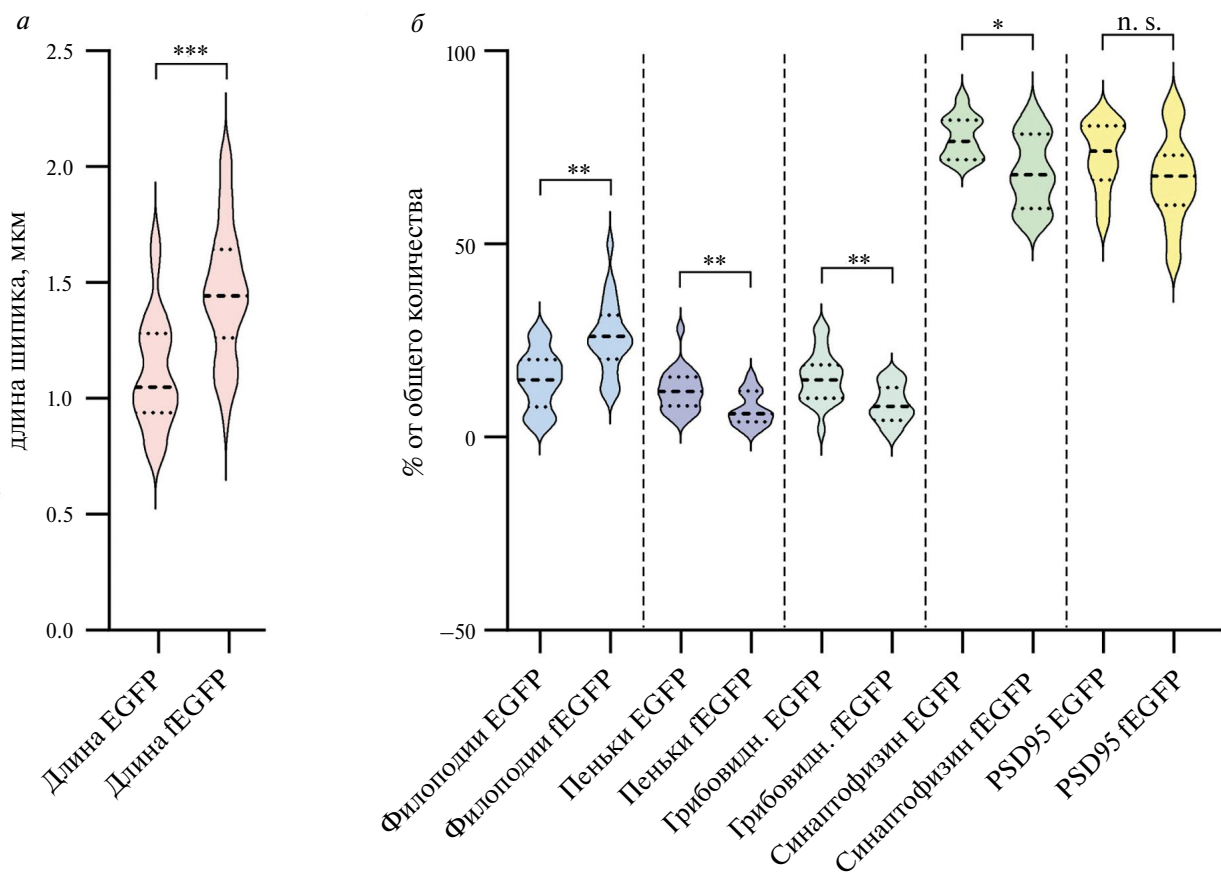 а
***
2.5
2.0
1.5
1.0
0.5
0.0
длина шипика, мкм
Длина EGFP
Длина fEGFP
б
*
n. s.
**
**
**
100
50
0
–50
% от общего количества
Филоподии EGFP
Филоподии fEGFP
Пеньки EGFP
Пеньки fEGFP
Грибовидн. EGFP
Грибовидн. fEGFP
Синаптофизин EGFP
Синаптофизин fEGFP
PSD95 EGFP
PSD95 fEGFP